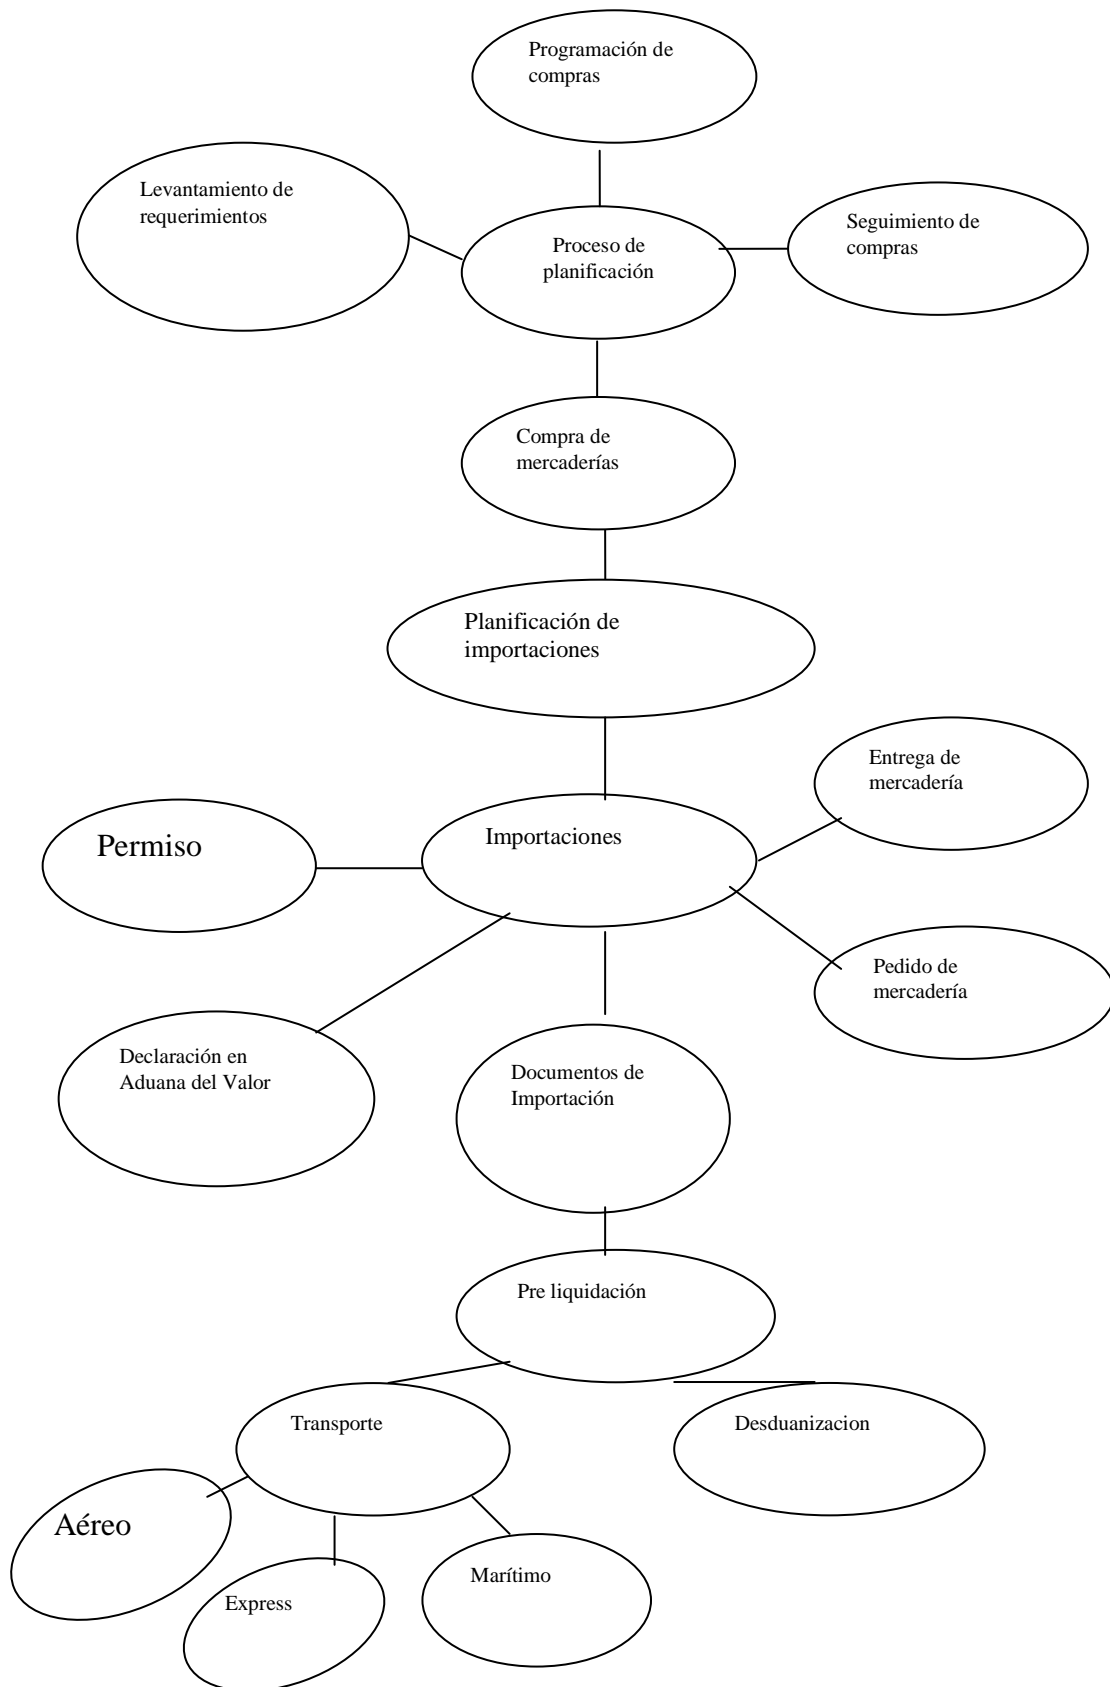 Programación de
compras
Levantamiento de
requerimientos
Seguimiento de
compras
Proceso de
planificación
Compra de
mercaderías
Planificación de
importaciones
Entrega de
mercadería
Permiso
Importaciones
Pedido de
mercadería
Declaración en
Aduana del Valor
Documentos de
Importación
Pre liquidación
Transporte
Desduanizacion
Aéreo
Marítimo
Express